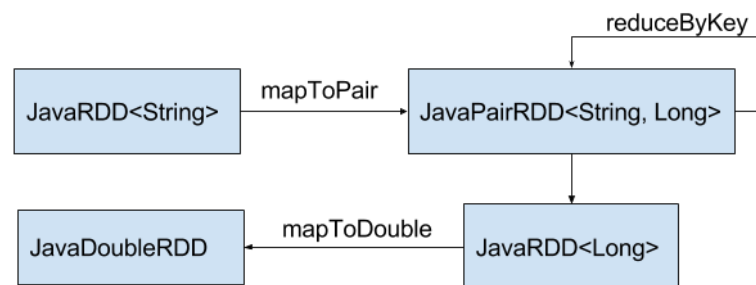 reduceByKey
JavaRDD<String>
mapToPair
JavaPairRDD<String, Long>
JavaDoubleRDD
mapToDouble
JavaRDD<Long>